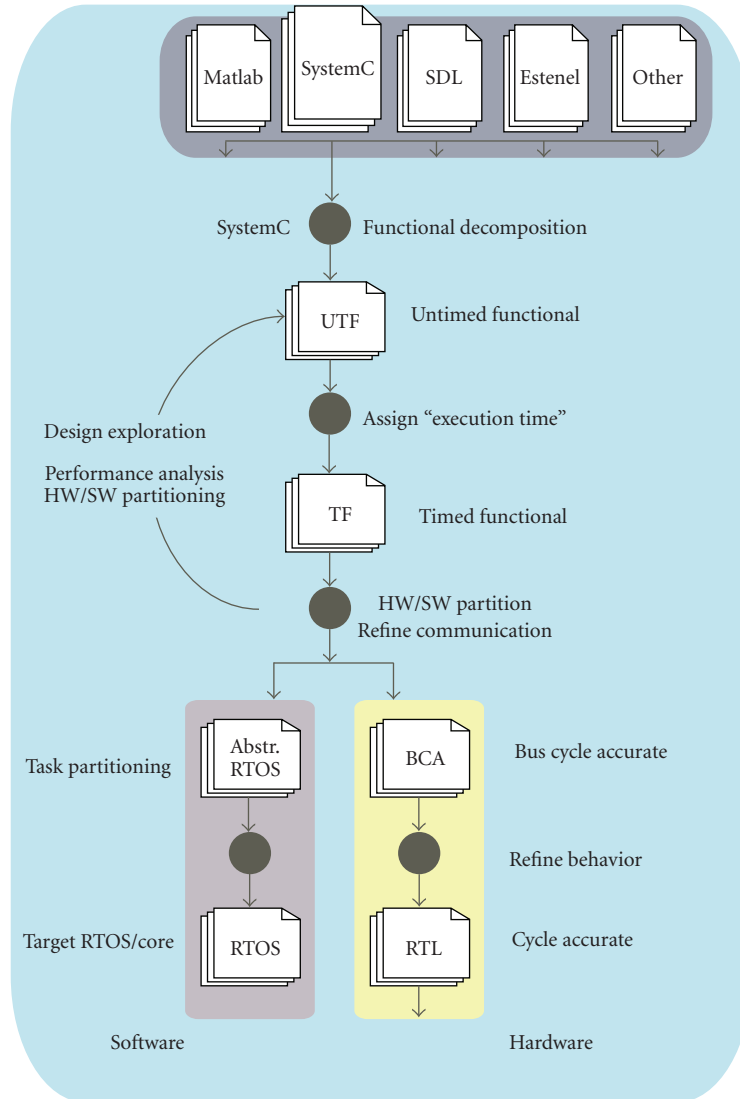 Matlab
SystemC
SDL
Estenel
Other
SystemC
Functional decomposition
UTF
Untimed functional
Assign “execution time”
Design exploration
Performance analysis
HW/SW partitioning
TF
Timed functional
HW/SW partition
Refine communication
Task partitioning
Abstr.
RTOS
BCA
Bus cycle accurate
Refine behavior
Target RTOS/core
RTOS
RTL
Cycle accurate
Software
Hardware